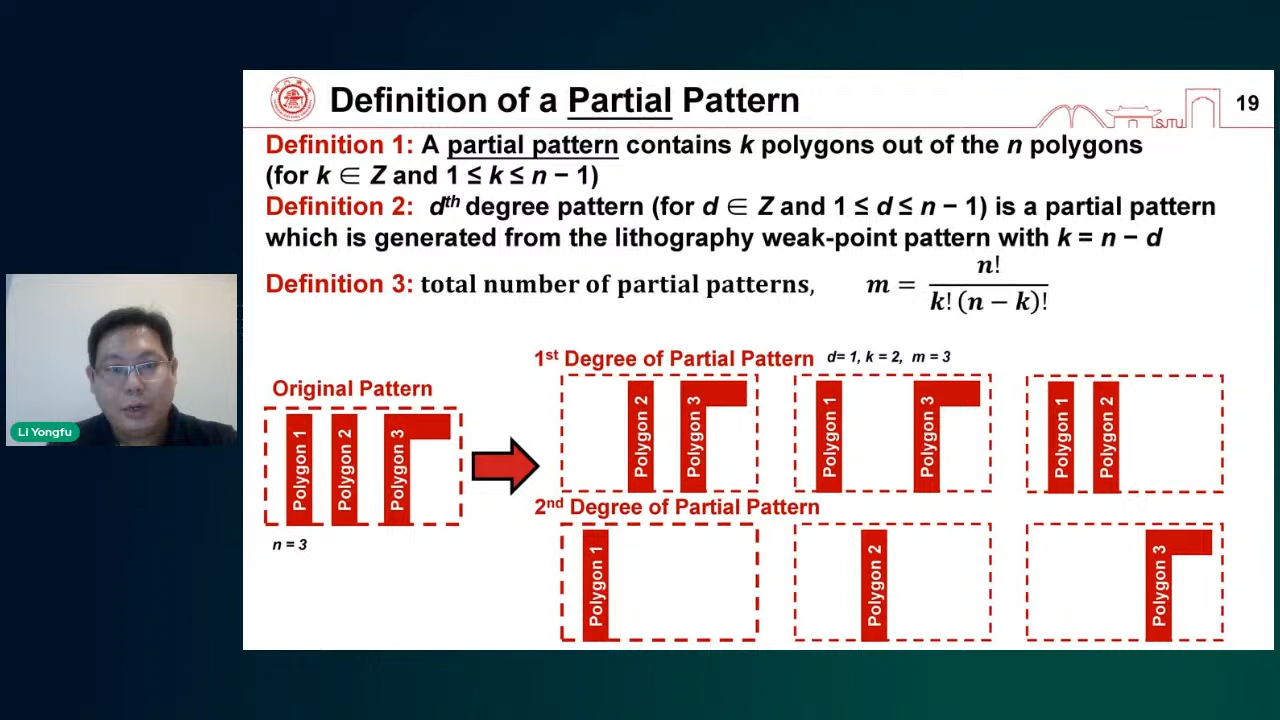 Definition of a Partial Pattern
SJTU
19
Definition 1: A partial pattern contains k polygons out of the n polygons
(for k ∈ Z and 1 ≤ k ≤ n − 1)
Definition 2: dth degree pattern (for d ∈ Z and 1 ≤ d ≤ n − 1) is a partial pattern
which is generated from the lithography weak-point pattern with k = n − d
Definition 3: total number of partial patterns, m = n! / k! (n − k)!
1st Degree of Partial Pattern d= 1, k = 2, m = 3
Original Pattern
Polygon 1
Polygon 2
Polygon 3
n = 3
Polygon 2
Polygon 3
Polygon 1
Polygon 3
Polygon 1
Polygon 2
2nd Degree of Partial Pattern
Polygon 1
Polygon 2
Polygon 3
LI Yongfu